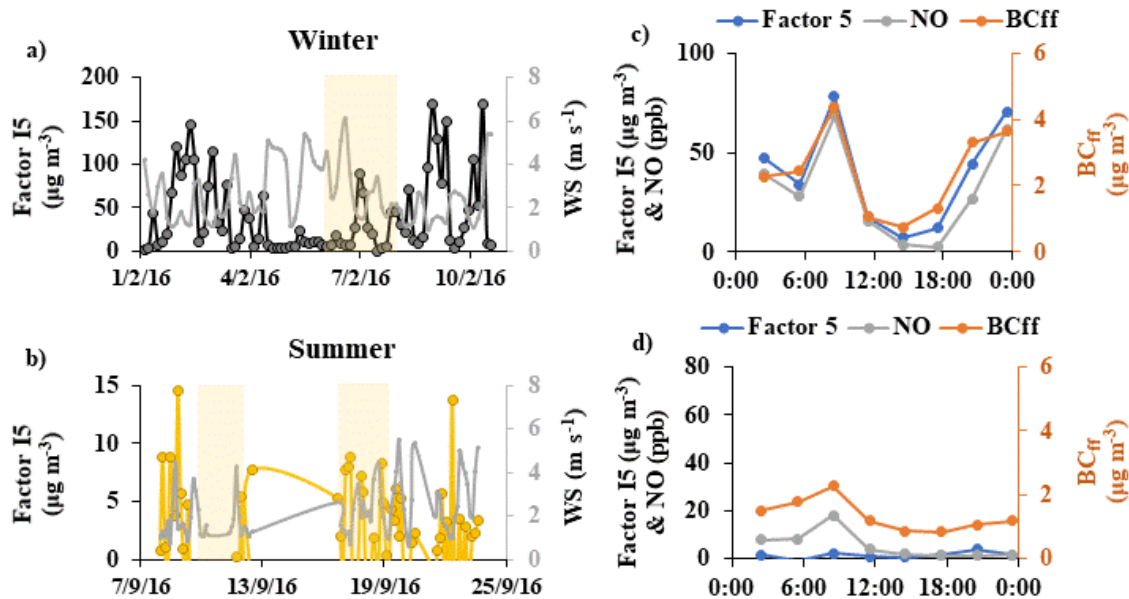 a)
Winter
200
150
100
50
0
Factor I5
(µg m⁻³)
8
6
4
2
0
WS (m s⁻¹)
1/2/16 4/2/16 7/2/16 10/2/16
c)
Factor 5 NO BCff
100
50
0
Factor I5 (µg m⁻³)
& NO (ppb)
6
4
2
0
BCff
(µg m⁻³)
0:00 6:00 12:00 18:00 0:00
b)
Summer
15
10
5
0
Factor I5
(µg m⁻³)
8
6
4
2
0
WS (m s⁻¹)
7/9/16 13/9/16 19/9/16 25/9/16
d)
Factor 5 NO BCff
80
60
40
20
0
Factor I5 (µg m⁻³)
& NO (ppb)
6
4
2
0
BCff
(µg m⁻³)
0:00 6:00 12:00 18:00 0:00